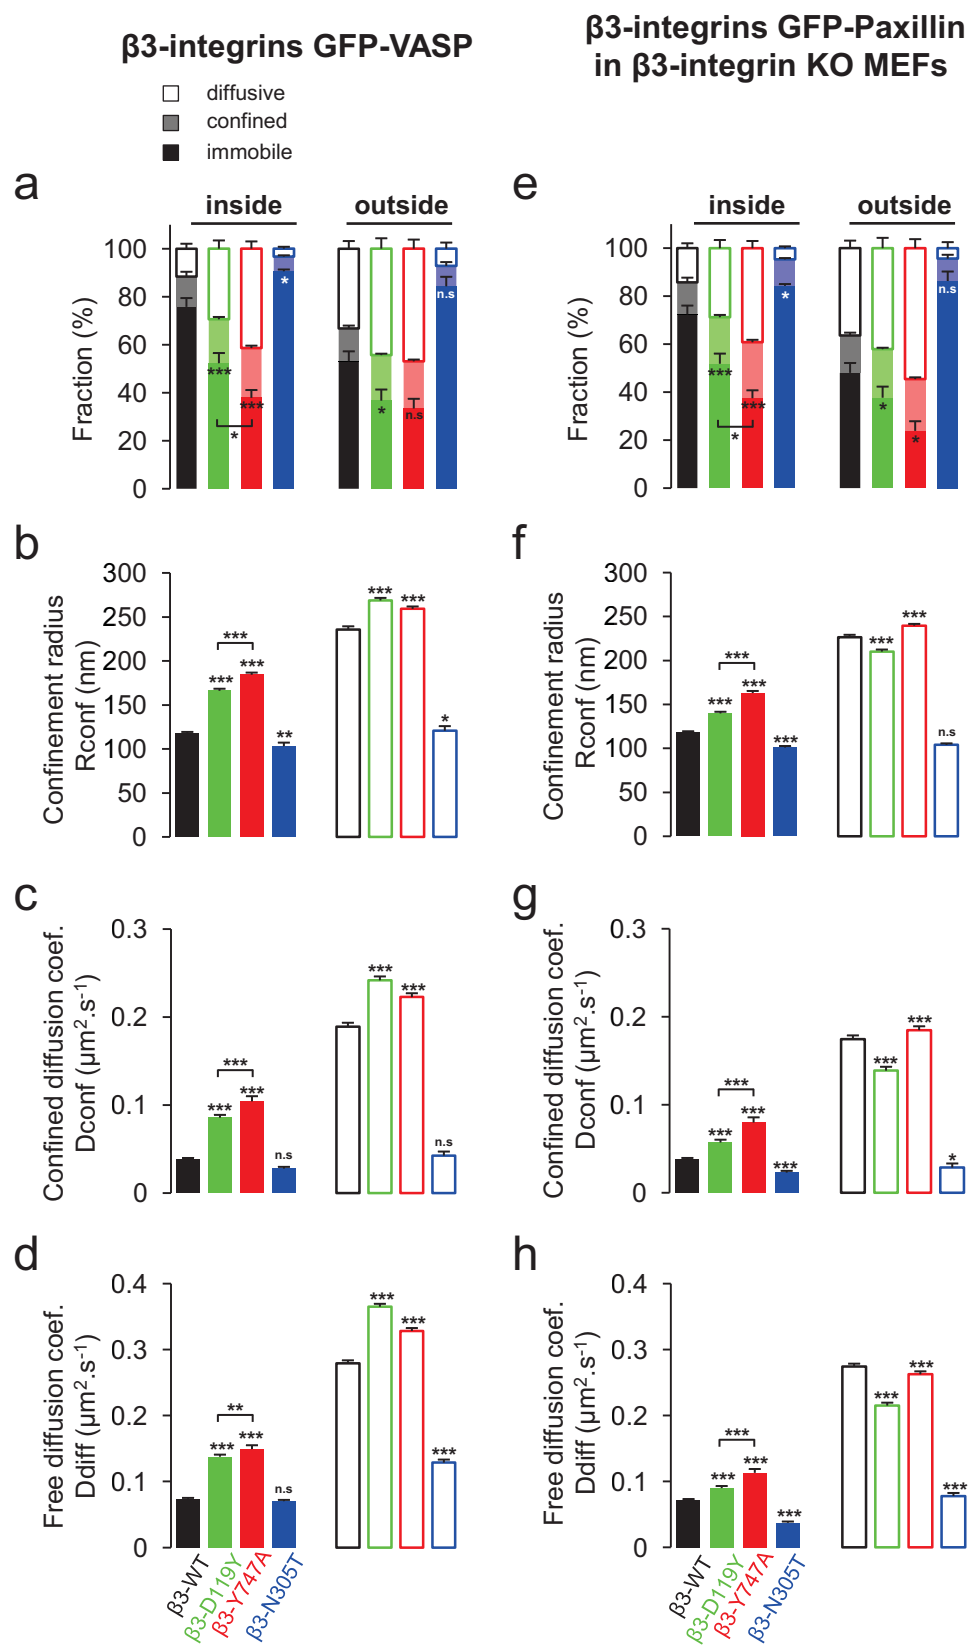 β3-integrins GFP-VASP
β3-integrins GFP-Paxillin
in β3-integrin KO MEFs
diffusive
confined
immobile
a
inside
outside
Fraction (%)
100
80
60
40
20
0
***
***
*
*
*
n.s
n.s
e
inside
outside
Fraction (%)
100
80
60
40
20
0
***
***
*
*
*
*
n.s
b
Confinement radius
Rconf (nm)
300
250
200
150
100
50
0
***
***
***
**
***
***
*
f
Confinement radius
Rconf (nm)
300
250
200
150
100
50
0
***
***
***
***
***
***
n.s
c
Confined diffusion coef.
Dconf (µm².s⁻¹)
0.3
0.2
0.1
0
***
***
***
n.s
***
***
n.s
g
Confined diffusion coef.
Dconf (µm².s⁻¹)
0.3
0.2
0.1
0
***
***
***
***
***
***
*
d
Free diffusion coef.
Ddiff (µm².s⁻¹)
0.4
0.3
0.2
0.1
0
***
**
***
n.s
***
***
***
β3-WT
β3-D119Y
β3-Y747A
β3-N305T
h
Free diffusion coef.
Ddiff (µm².s⁻¹)
0.4
0.3
0.2
0.1
0
***
***
***
***
***
***
***
β3-WT
β3-D119Y
β3-Y747A
β3-N305T